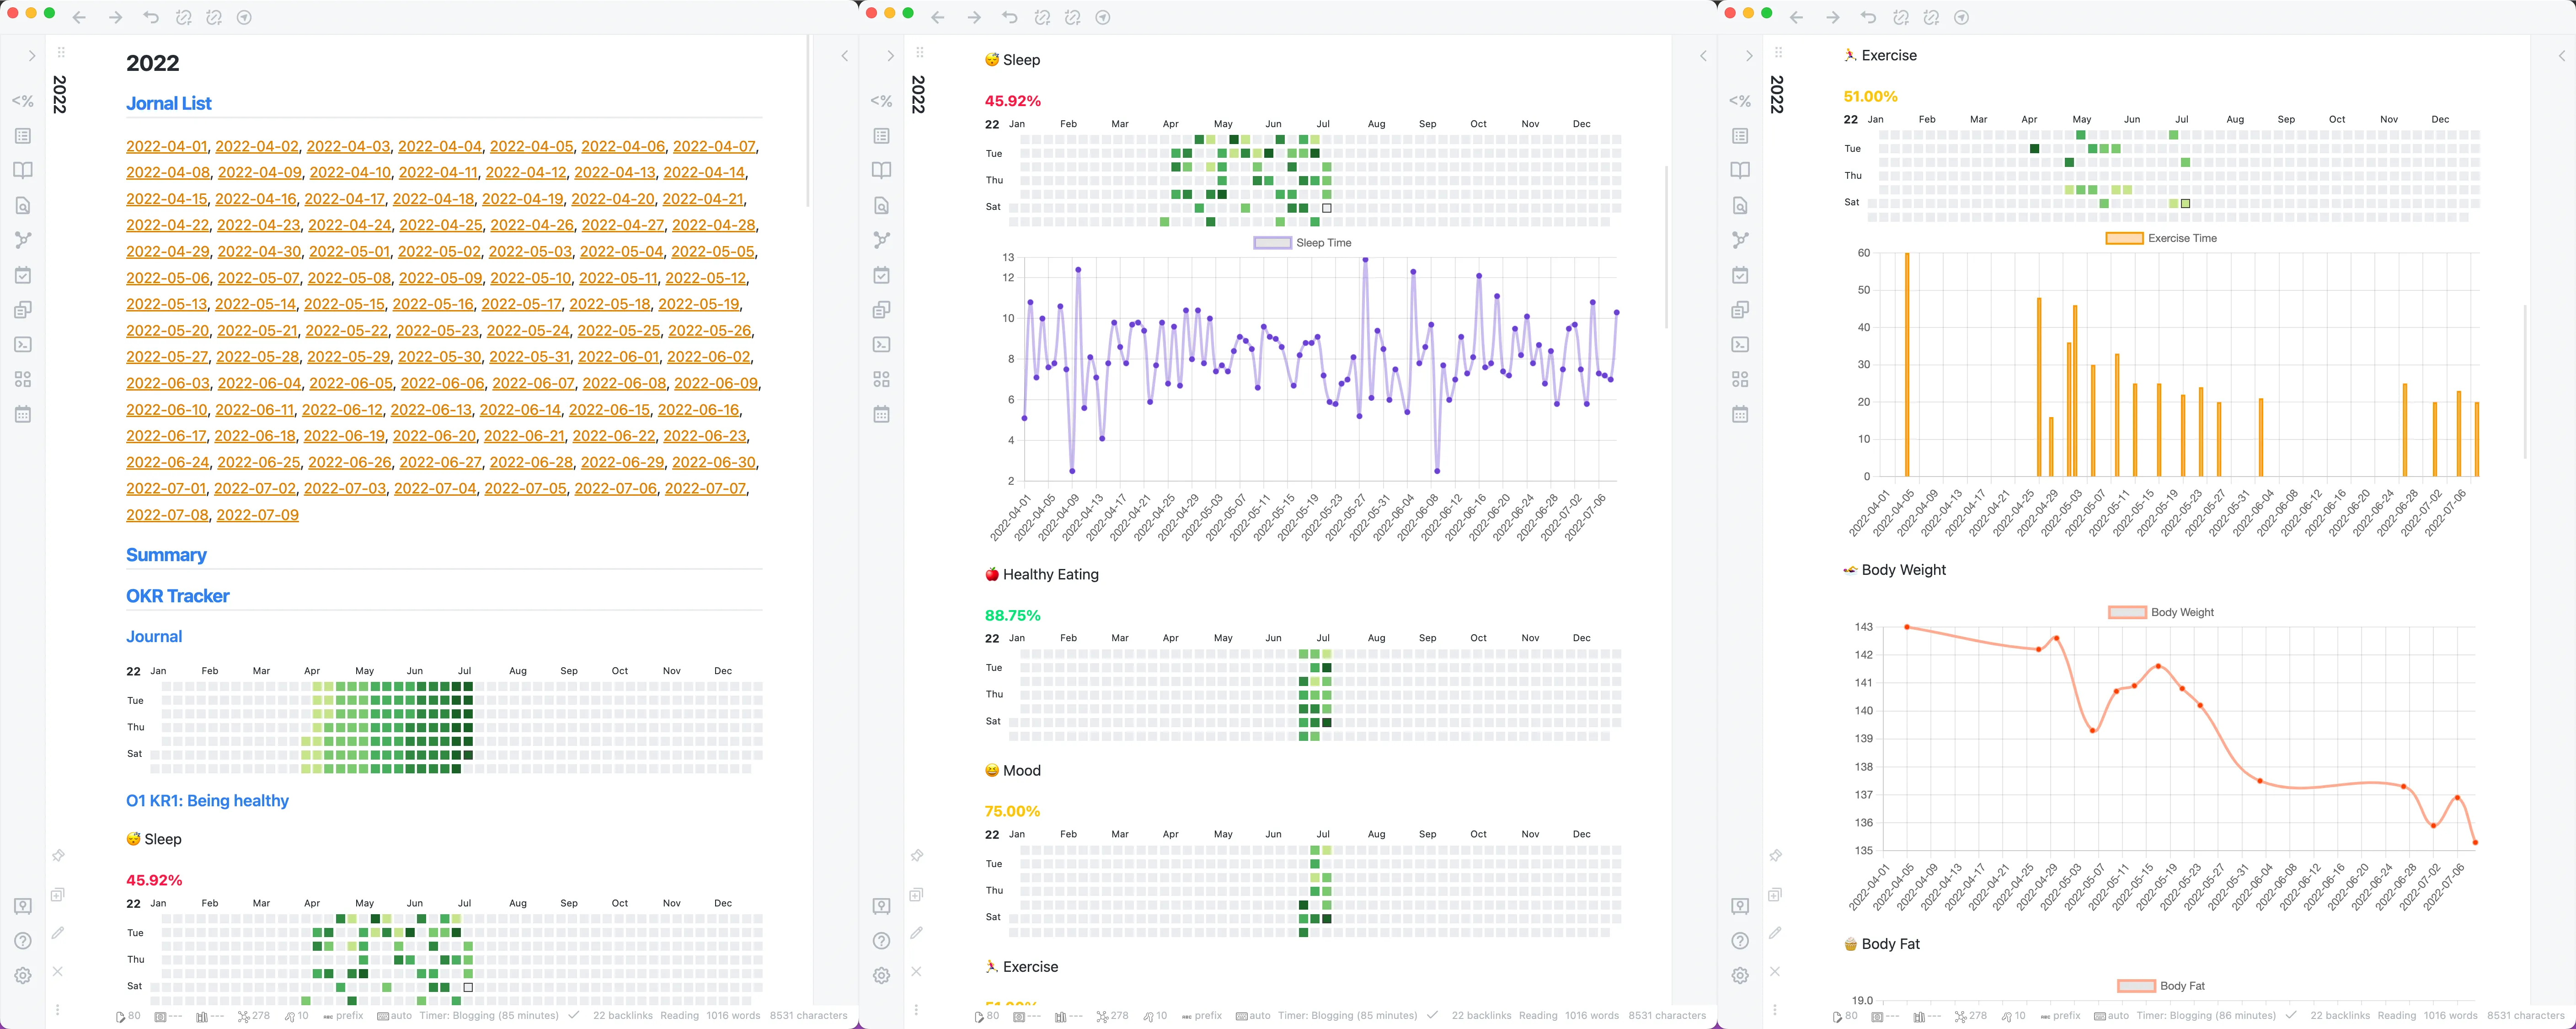 2022
2022
Jornal List
2022-04-01, 2022-04-02, 2022-04-03, 2022-04-04, 2022-04-05, 2022-04-06, 2022-04-07,
2022-04-08, 2022-04-09, 2022-04-10, 2022-04-11, 2022-04-12, 2022-04-13, 2022-04-14,
2022-04-15, 2022-04-16, 2022-04-17, 2022-04-18, 2022-04-19, 2022-04-20, 2022-04-21,
2022-04-22, 2022-04-23, 2022-04-24, 2022-04-25, 2022-04-26, 2022-04-27, 2022-04-28,
2022-04-29, 2022-04-30, 2022-05-01, 2022-05-02, 2022-05-03, 2022-05-04, 2022-05-05,
2022-05-06, 2022-05-07, 2022-05-08, 2022-05-09, 2022-05-10, 2022-05-11, 2022-05-12,
2022-05-13, 2022-05-14, 2022-05-15, 2022-05-16, 2022-05-17, 2022-05-18, 2022-05-19,
2022-05-20, 2022-05-21, 2022-05-22, 2022-05-23, 2022-05-24, 2022-05-25, 2022-05-26,
2022-05-27, 2022-05-28, 2022-05-29, 2022-05-30, 2022-05-31, 2022-06-01, 2022-06-02,
2022-06-03, 2022-06-04, 2022-06-05, 2022-06-06, 2022-06-07, 2022-06-08, 2022-06-09,
2022-06-10, 2022-06-11, 2022-06-12, 2022-06-13, 2022-06-14, 2022-06-15, 2022-06-16,
2022-06-17, 2022-06-18, 2022-06-19, 2022-06-20, 2022-06-21, 2022-06-22, 2022-06-23,
2022-06-24, 2022-06-25, 2022-06-26, 2022-06-27, 2022-06-28, 2022-06-29, 2022-06-30,
2022-07-01, 2022-07-02, 2022-07-03, 2022-07-04, 2022-07-05, 2022-07-06, 2022-07-07,
2022-07-08, 2022-07-09
Summary
OKR Tracker
Journal
22 Jan Feb Mar Apr May Jun Jul Aug Sep Oct Nov Dec
Tue
Thu
Sat
O1 KR1: Being healthy
😴 Sleep
45.92%
22 Jan Feb Mar Apr May Jun Jul Aug Sep Oct Nov Dec
Tue
Thu
Sat
80 --- --- 278 10 prefix auto Timer: Blogging (85 minutes) 22 backlinks Reading 1016 words 8531 characters
2022
😴 Sleep
45.92%
22 Jan Feb Mar Apr May Jun Jul Aug Sep Oct Nov Dec
Tue
Thu
Sat
Sleep Time
13
12
10
8
6
4
2
2022-04-01 2022-04-05 2022-04-09 2022-04-13 2022-04-17 2022-04-21 2022-04-25 2022-04-29 2022-05-03 2022-05-07 2022-05-11 2022-05-15 2022-05-19 2022-05-23 2022-05-27 2022-05-31 2022-06-04 2022-06-08 2022-06-12 2022-06-16 2022-06-20 2022-06-24 2022-06-28 2022-07-02 2022-07-06
🍎 Healthy Eating
88.75%
22 Jan Feb Mar Apr May Jun Jul Aug Sep Oct Nov Dec
Tue
Thu
Sat
😆 Mood
75.00%
22 Jan Feb Mar Apr May Jun Jul Aug Sep Oct Nov Dec
Tue
Thu
Sat
🏃 Exercise
80 --- --- 278 10 prefix auto Timer: Blogging (85 minutes) 22 backlinks Reading 1016 words 8531 characters
2022
🏃 Exercise
51.00%
22 Jan Feb Mar Apr May Jun Jul Aug Sep Oct Nov Dec
Tue
Thu
Sat
Exercise Time
60
50
40
30
20
10
0
2022-04-01 2022-04-05 2022-04-09 2022-04-13 2022-04-17 2022-04-21 2022-04-25 2022-04-29 2022-05-03 2022-05-07 2022-05-11 2022-05-15 2022-05-19 2022-05-23 2022-05-27 2022-05-31 2022-06-04 2022-06-08 2022-06-12 2022-06-16 2022-06-20 2022-06-24 2022-06-28 2022-07-02 2022-07-06
Body Weight
Body Weight
143
142
141
140
139
138
137
136
135
2022-04-01 2022-04-05 2022-04-09 2022-04-13 2022-04-17 2022-04-21 2022-04-25 2022-04-29 2022-05-03 2022-05-07 2022-05-11 2022-05-15 2022-05-19 2022-05-23 2022-05-27 2022-05-31 2022-06-04 2022-06-08 2022-06-12 2022-06-16 2022-06-20 2022-06-24 2022-06-28 2022-07-02 2022-07-06
Body Fat
Body Fat
19.0
80 --- --- 278 10 prefix auto Timer: Blogging (86 minutes) 22 backlinks Reading 1016 words 8531 characters